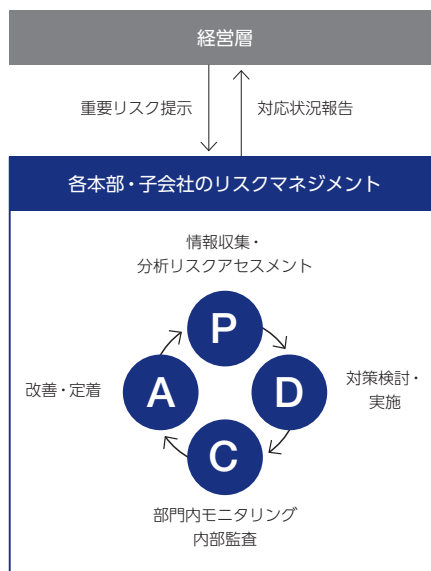 経営層
重要リスク提示
対応状況報告
各本部・子会社のリスクマネジメント
情報収集・
分析リスクアセスメント
P
改善・定着
A
D
対策検討・
実施
C
部門内モニタリング
内部監査